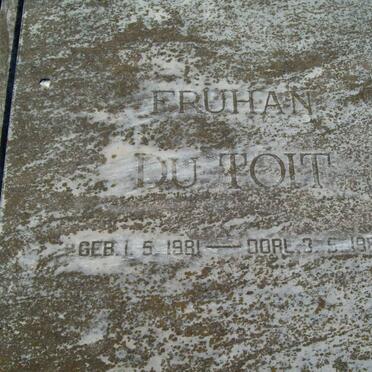 FRUHAN
DU TOIT
GEB. 1. 5. 1981 — OORL. 3. 5.